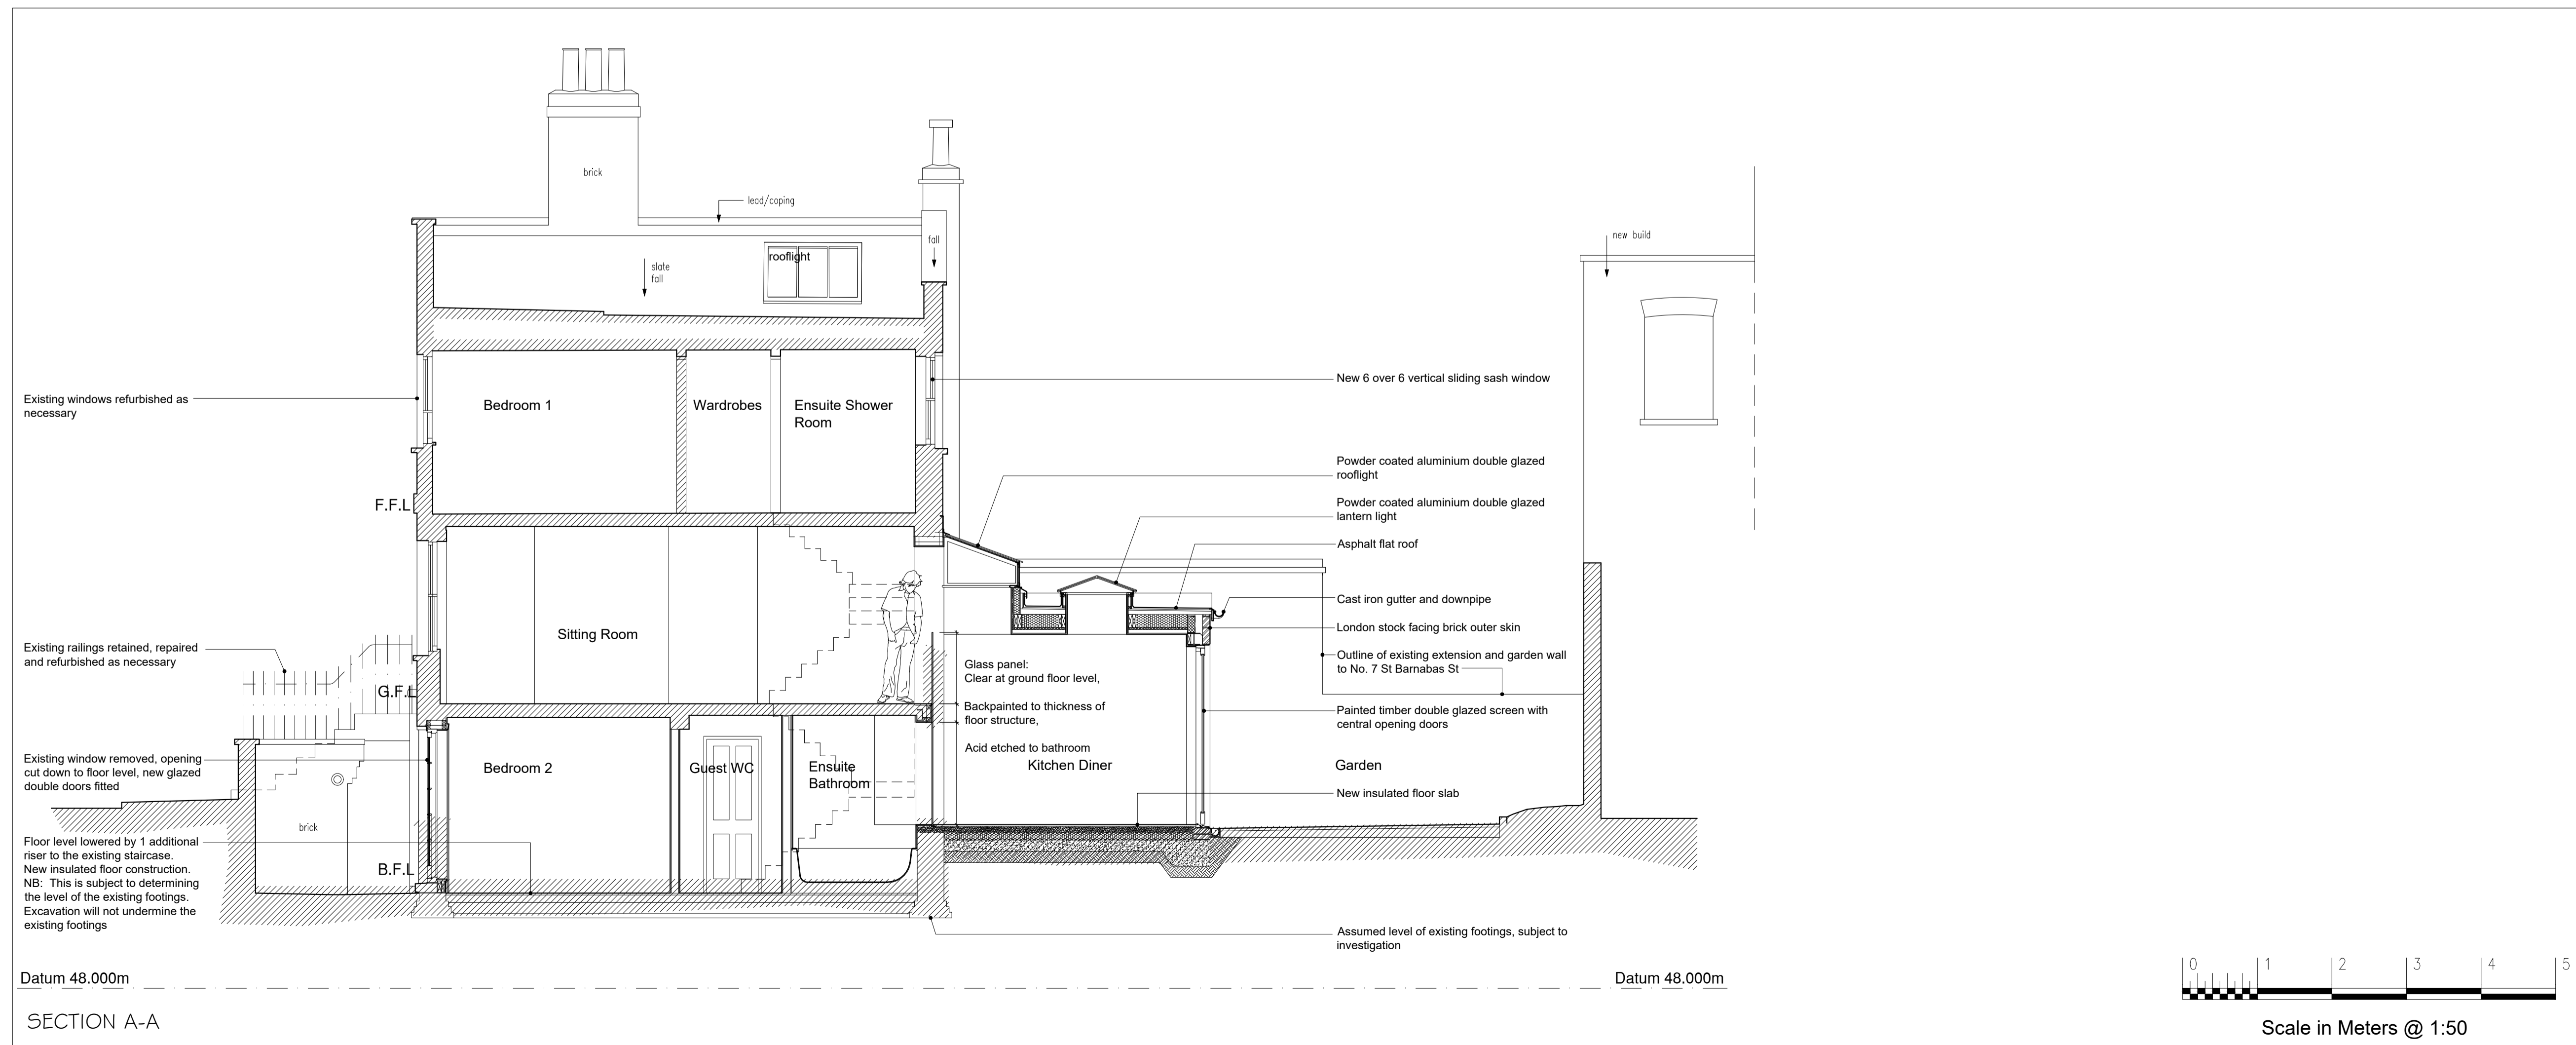 brick
lead/coping
fall
new build
slate
fall
rooflight
New 6 over 6 vertical sliding sash window
Existing windows refurbished as
necessary
Bedroom 1
Wardrobes
Ensuite Shower
Room
Powder coated aluminium double glazed
rooflight
F.F.L
Powder coated aluminium double glazed
lantern light
Asphalt flat roof
Cast iron gutter and downpipe
London stock facing brick outer skin
Sitting Room
Existing railings retained, repaired
and refurbished as necessary
Outline of existing extension and garden wall
to No. 7 St Barnabas St
Glass panel:
Clear at ground floor level,
Backpainted to thickness of
floor structure,
Acid etched to bathroom
G.F.L
Painted timber double glazed screen with
central opening doors
Existing window removed, opening
cut down to floor level, new glazed
double doors fitted
Bedroom 2
Guest WC
Ensuite
Bathroom
Kitchen Diner
Garden
New insulated floor slab
brick
Floor level lowered by 1 additional
riser to the existing staircase.
New insulated floor construction.
NB: This is subject to determining
the level of the existing footings.
Excavation will not undermine the
existing footings
B.F.L
Assumed level of existing footings, subject to
investigation
Datum 48.000m
Datum 48.000m
SECTION A-A
0 1 2 3 4 5
Scale in Meters @ 1:50